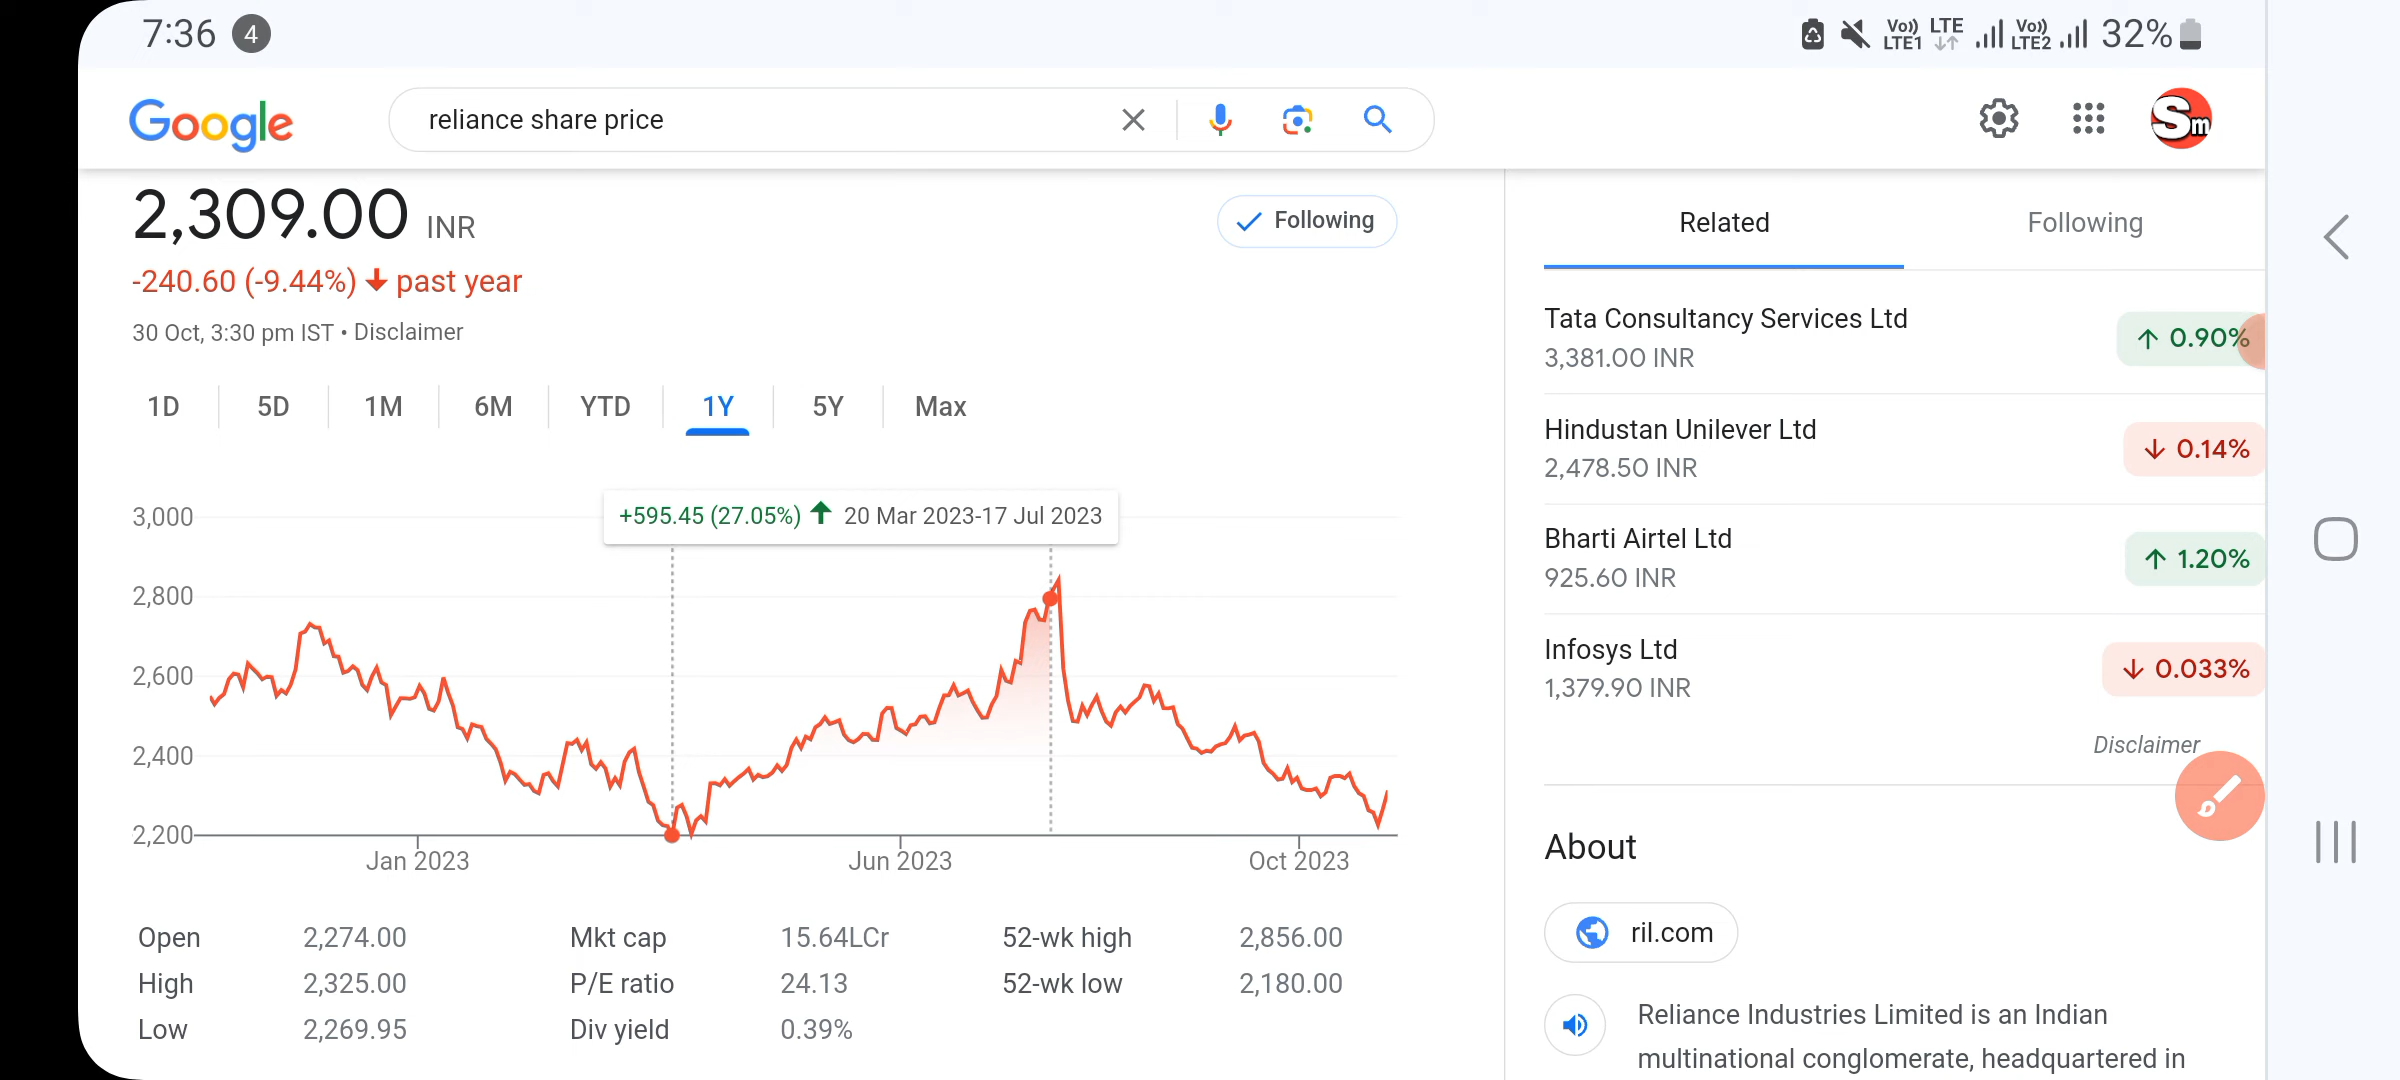 7:36 4
Vo)) LTE1 LTE Vo)) LTE2 32%
Google
reliance share price
Sm
2,309.00 INR
Following
-240.60 (-9.44%) past year
30 Oct, 3:30 pm IST • Disclaimer
1D 5D 1M 6M YTD 1Y 5Y Max
+595.45 (27.05%) 20 Mar 2023-17 Jul 2023
3,000
2,800
2,600
2,400
2,200
Jan 2023 Jun 2023 Oct 2023
Open 2,274.00 Mkt cap 15.64LCr 52-wk high 2,856.00
High 2,325.00 P/E ratio 24.13 52-wk low 2,180.00
Low 2,269.95 Div yield 0.39%
Related Following
Tata Consultancy Services Ltd
3,381.00 INR
0.90%
Hindustan Unilever Ltd
2,478.50 INR
0.14%
Bharti Airtel Ltd
925.60 INR
1.20%
Infosys Ltd
1,379.90 INR
0.033%
Disclaimer
About
ril.com
Reliance Industries Limited is an Indian
multinational conglomerate, headquartered in